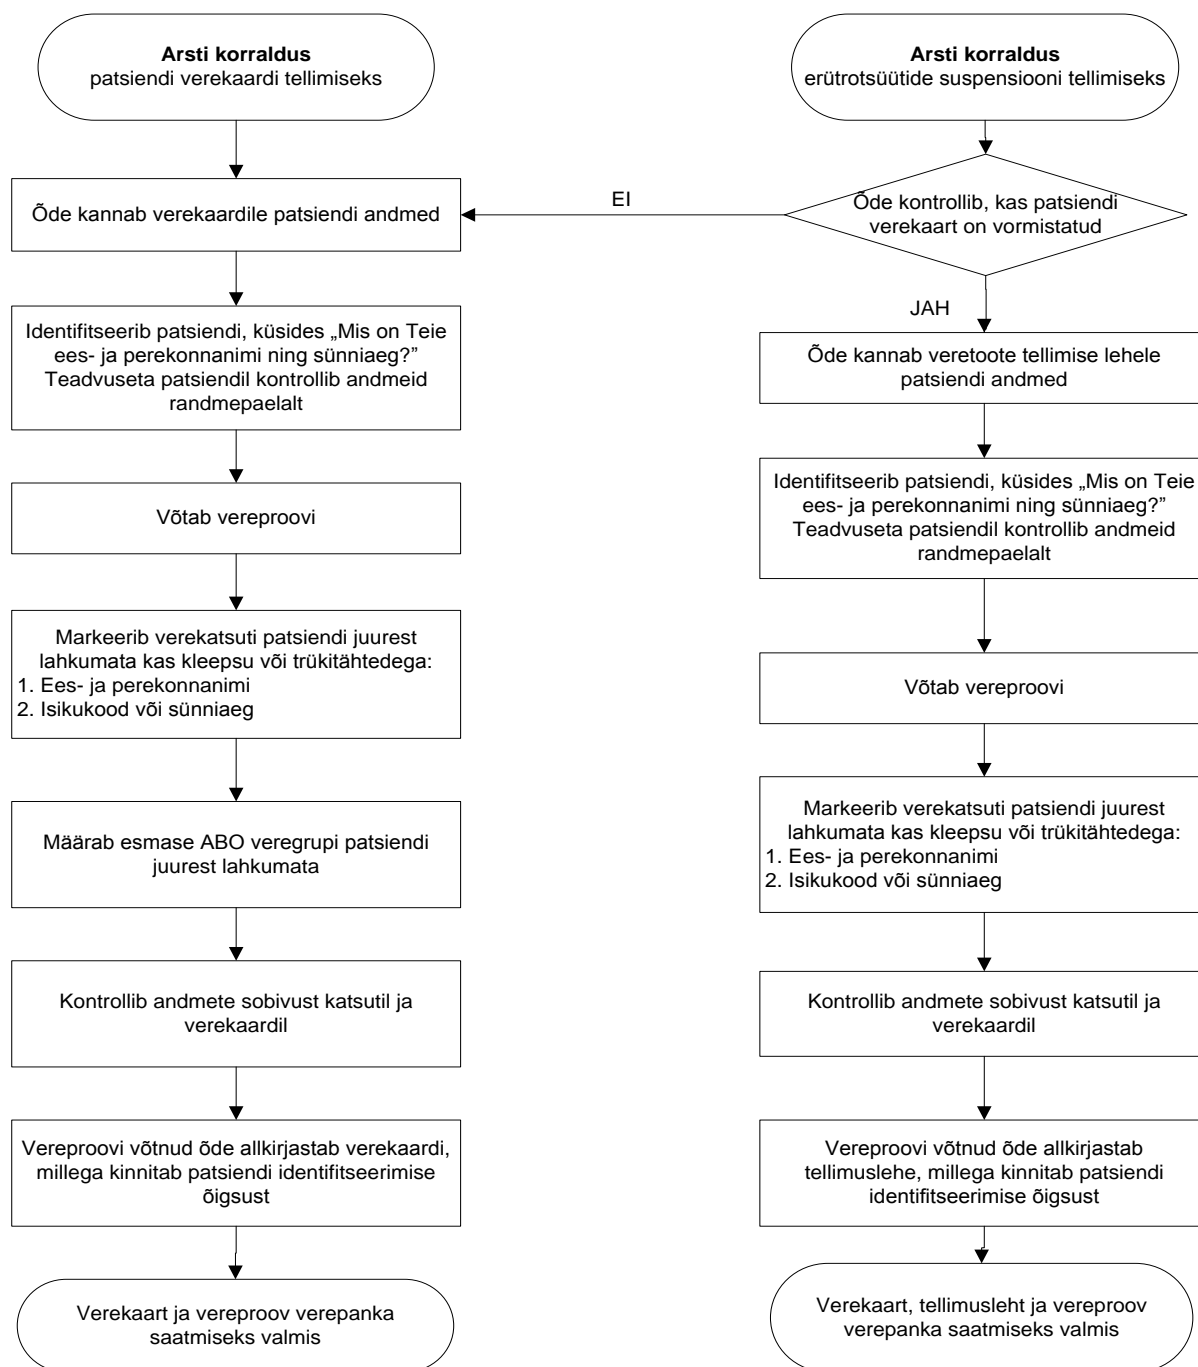 Arsti korraldus
patsiendi verekaardi tellimiseks
Õde kannab verekaardile patsiendi andmed
Identifitseerib patsiendi, küsides „Mis on Teie
ees- ja perekonnanimi ning sünniaeg?”
Teadvuseta patsiendil kontrollib andmeid
randmepaelalt
Võtab vereproovi
Markeerib verekatsuti patsiendi juurest
lahkumata kas kleepsu või trükitähtedega:
1. Ees- ja perekonnanimi
2. Isikukood või sünniaeg
Määrab esmase ABO veregrupi patsiendi
juurest lahkumata
Kontrollib andmete sobivust katsutil ja
verekaardil
Vereproovi võtnud õde allkirjastab verekaardi,
millega kinnitab patsiendi identifitseerimise
õigsust
Verekaart ja vereproov verepanka
saatmiseks valmis
Arsti korraldus
erütrotsüütide suspensiooni tellimiseks
Õde kontrollib, kas patsiendi
verekaart on vormistatud
EI
JAH
Õde kannab veretoote tellimise lehele
patsiendi andmed
Identifitseerib patsiendi, küsides „Mis on Teie
ees- ja perekonnanimi ning sünniaeg?”
Teadvuseta patsiendil kontrollib andmeid
randmepaelalt
Võtab vereproovi
Markeerib verekatsuti patsiendi juurest
lahkumata kas kleepsu või trükitähtedega:
1. Ees- ja perekonnanimi
2. Isikukood või sünniaeg
Kontrollib andmete sobivust katsutil ja
verekaardil
Vereproovi võtnud õde allkirjastab
tellimuslehe, millega kinnitab patsiendi
identifitseerimise õigsust
Verekaart, tellimusleht ja vereproov
verepanka saatmiseks valmis